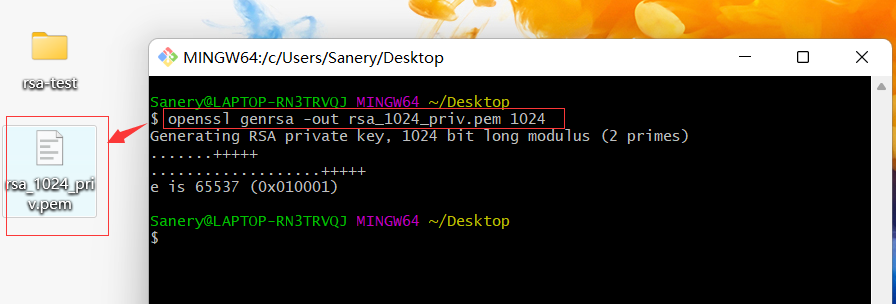 rsa-test
rsa_1024_pri
v.pem
MINGW64:/c/Users/Sanery/Desktop
Sanery@LAPTOP-RN3TRVQJ MINGW64 ~/Desktop
$ openssl genrsa -out rsa_1024_priv.pem 1024
Generating RSA private key, 1024 bit long modulus (2 primes)
.......+++++
...................+++++
e is 65537 (0x010001)
Sanery@LAPTOP-RN3TRVQJ MINGW64 ~/Desktop
$